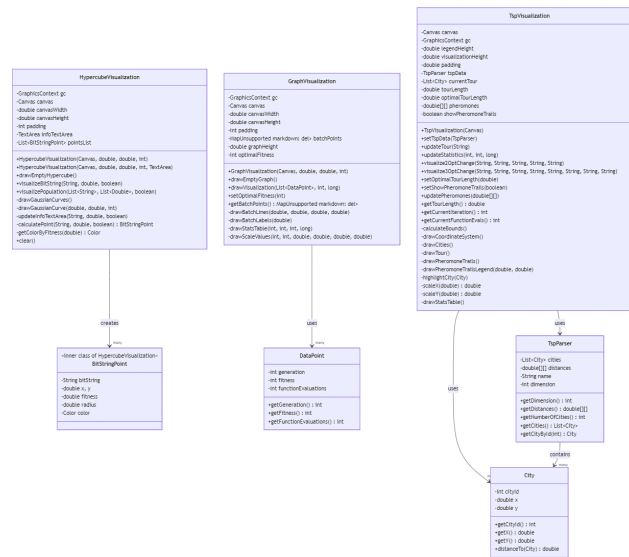 HypercubeVisualization
-GraphicsContext gc
-Canvas canvas
-double canvasWidth
-double canvasHeight
-int padding
-TextArea infoTextArea
-List<BitStringPoint> pointsList
+HypercubeVisualization(Canvas, double, double, int)
+HypercubeVisualization(Canvas, double, double, int, TextArea)
+drawEmptyHypercube()
+visualizeBitString(String, double, boolean)
+visualizePopulation(List<String>, List<Double>, boolean)
-drawGaussianCurves()
-drawGaussianCurve(double, double)
-updateInfoTextArea(String, double, boolean)
-calculatePoint(String, double, boolean) : BitStringPoint
-getColorByFitness(double) : Color
+clear()
creates
many
«Inner class of HypercubeVisualization»
BitStringPoint
-String bitString
-double x, y
-double fitness
-double radius
-Color color
GraphVisualization
-GraphicsContext gc
-Canvas canvas
-double canvasWidth
-double canvasHeight
-int padding
-MapUnsupported markdown: del> batchPoints
-double graphHeight
-int optimalFitness
+GraphVisualization(Canvas, double, double, int)
+drawEmptyGraph()
+drawVisualization(List<DataPoint>, int, long)
+setOptimalFitness(int)
+getBatchPoints() : MapUnsupported markdown: del>
-drawBatchLines(double, double, double, double)
-drawBatchLabels(double)
-drawStatsTable(int, int, int, long)
-drawScaleValues(int, int, double, double, double, double)
uses
many
DataPoint
-int generation
-int fitness
-int functionEvaluations
+getGeneration() : int
+getFitness() : int
+getFunctionEvaluations() : int
TspVisualization
-Canvas canvas
-GraphicsContext gc
-double legendHeight
-double visualizationHeight
-double padding
-TspParser tspData
-List<City> currentTour
-double tourLength
-double optimalTourLength
-double[][] pheromones
-boolean showPheromoneTrails
+TspVisualization(Canvas)
+setTspData(TspParser)
+updateTour(String)
+updateStatistics(int, int, long)
+visualize2OptChange(String, String, String, String, String)
+visualize3OptChange(String, String, String, String, String, String, String)
+setOptimalTourLength(double)
+setShowPheromoneTrails(boolean)
+updatePheromones(double[][])
+getTourLength() : double
+getCurrentIteration() : int
+getCurrentFunctionEvals() : int
-calculateBounds()
-drawCoordinateSystem()
-drawCities()
-drawTour()
-drawPheromoneTrails()
-drawPheromoneTrailsLegend(double, double)
-highlightCity(City)
-scaleX(double) : double
-scaleY(double) : double
-drawStatsTable()
uses
TspParser
-List<City> cities
-double[][] distances
-String name
-int dimension
+getDimension() : int
+getDistances() : double[][]
+getNumberOfCities() : int
+getCities() : List<City>
+getCityById(int) : City
uses
contains
many
City
-int cityId
-double x
-double y
+getCityId() : int
+getX() : double
+getY() : double
+distanceTo(City) : double